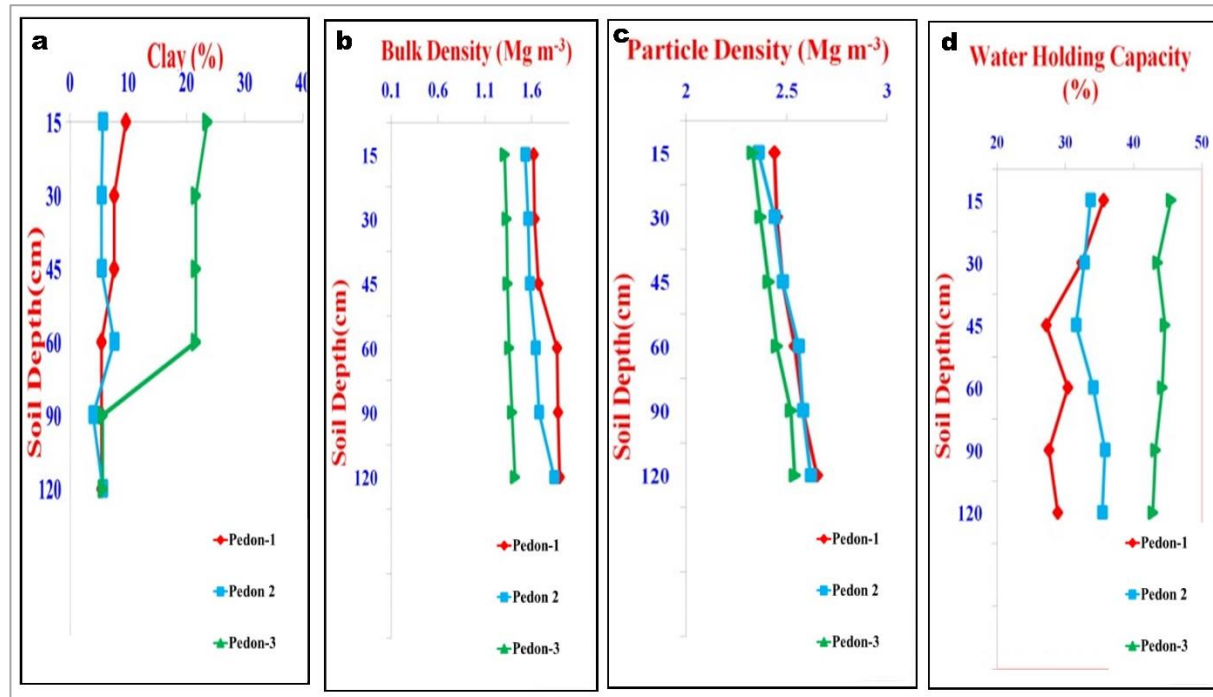 a
Clay (%)
0 10 20 30 40
15
30
45
60
90
120
Soil Depth(cm)
Pedon-1
Pedon 2
Pedon-3
b
Bulk Density (Mg m-3)
0.1 0.6 1.1 1.6
15
30
45
60
90
120
Soil Depth(cm)
Pedon-1
Pedon 2
Pedon-3
c
Particle Density (Mg m-3)
2 2.5 3
15
30
45
60
90
120
Soil Depth(cm)
Pedon-1
Pedon 2
Pedon-3
d
Water Holding Capacity
(%)
20 30 40 50
15
30
45
60
90
120
Soil Depth(cm)
Pedon-1
Pedon 2
Pedon-3